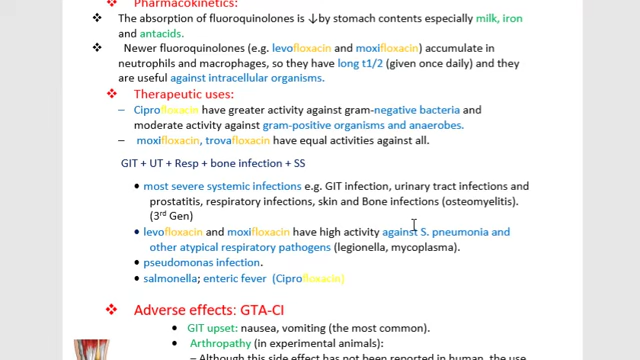 ❖ Pharmacokinetics:
❖ The absorption of fluoroquinolones is ↓by stomach contents especially milk, iron
and antacids.
❖ Newer fluoroquinolones (e.g. levofloxacin and moxifloxacin) accumulate in
neutrophils and macrophages, so they have long t1/2 (given once daily) and they
are useful against intracellular organisms.
❖ Therapeutic uses:
– Ciprofloxacin have greater activity against gram-negative bacteria and
moderate activity against gram-positive organisms and anaerobes.
– moxifloxacin, trovafloxacin have equal activities against all.
GIT + UT + Resp + bone infection + SS
• most severe systemic infections e.g. GIT infection, urinary tract infections and
prostatitis, respiratory infections, skin and Bone infections (osteomyelitis).
(3rd Gen)
• levofloxacin and moxifloxacin have high activity against S. pneumonia and
other atypical respiratory pathogens (legionella, mycoplasma).
• pseudomonas infection.
• salmonella; enteric fever (Ciprofloxacin)
❖ Adverse effects: GTA-CI
• GIT upset: nausea, vomiting (the most common).
• Arthropathy (in experimental animals):
– Although this side effect has not been reported in human, the use